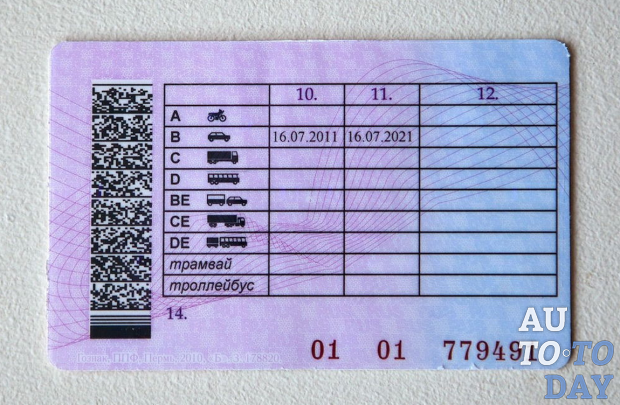 10. 11. 12.
A
B 16.07.2011 16.07.2021
C
D
BE
CE
DE
трамвай
троллейбус
14.
01 01 779491
AUTO TODAY